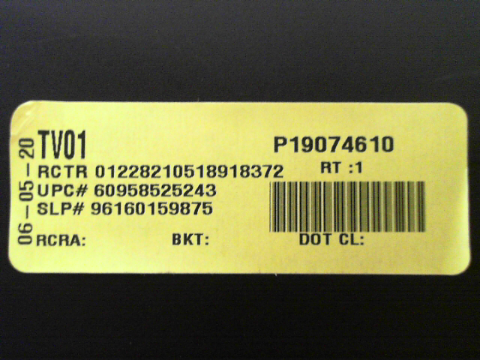 06-05-20
TV01
P19074610
RCTR 01228210518918372
RT :1
UPC# 60958525243
SLP# 96160159875
RCRA: BKT: DOT CL: